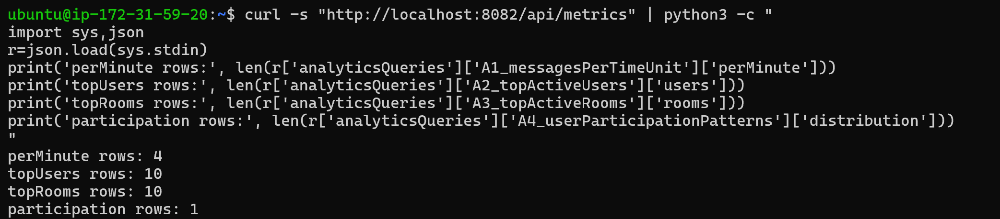 ubuntu@ip-172-31-59-20:~$ curl -s "http://localhost:8082/api/metrics" | python3 -c "
import sys,json
r=json.load(sys.stdin)
print('perMinute rows:', len(r['analyticsQueries']['A1_messagesPerTimeUnit']['perMinute']))
print('topUsers rows:', len(r['analyticsQueries']['A2_topActiveUsers']['users']))
print('topRooms rows:', len(r['analyticsQueries']['A3_topActiveRooms']['rooms']))
print('participation rows:', len(r['analyticsQueries']['A4_userParticipationPatterns']['distribution']))
"
perMinute rows: 4
topUsers rows: 10
topRooms rows: 10
participation rows: 1